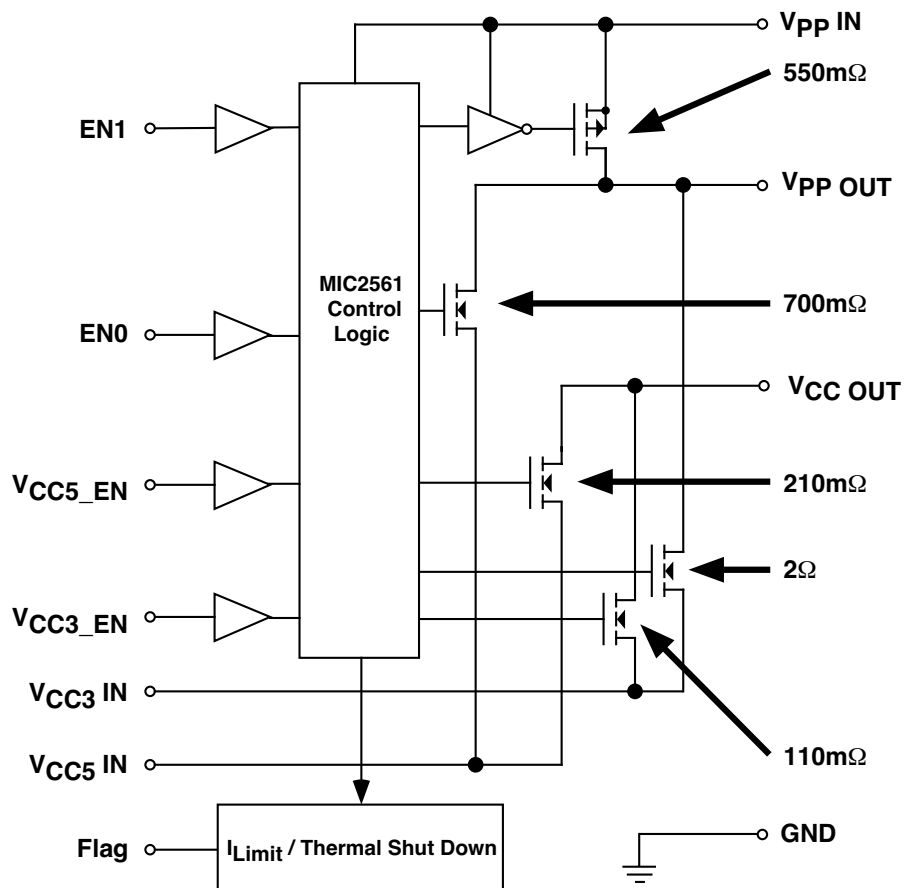 VPP IN
550mΩ
EN1
VPP OUT
MIC2561
Control
Logic
700mΩ
EN0
VCC OUT
VCC5_EN
210mΩ
2Ω
VCC3_EN
VCC3 IN
110mΩ
VCC5 IN
Flag
ILimit / Thermal Shut Down
GND